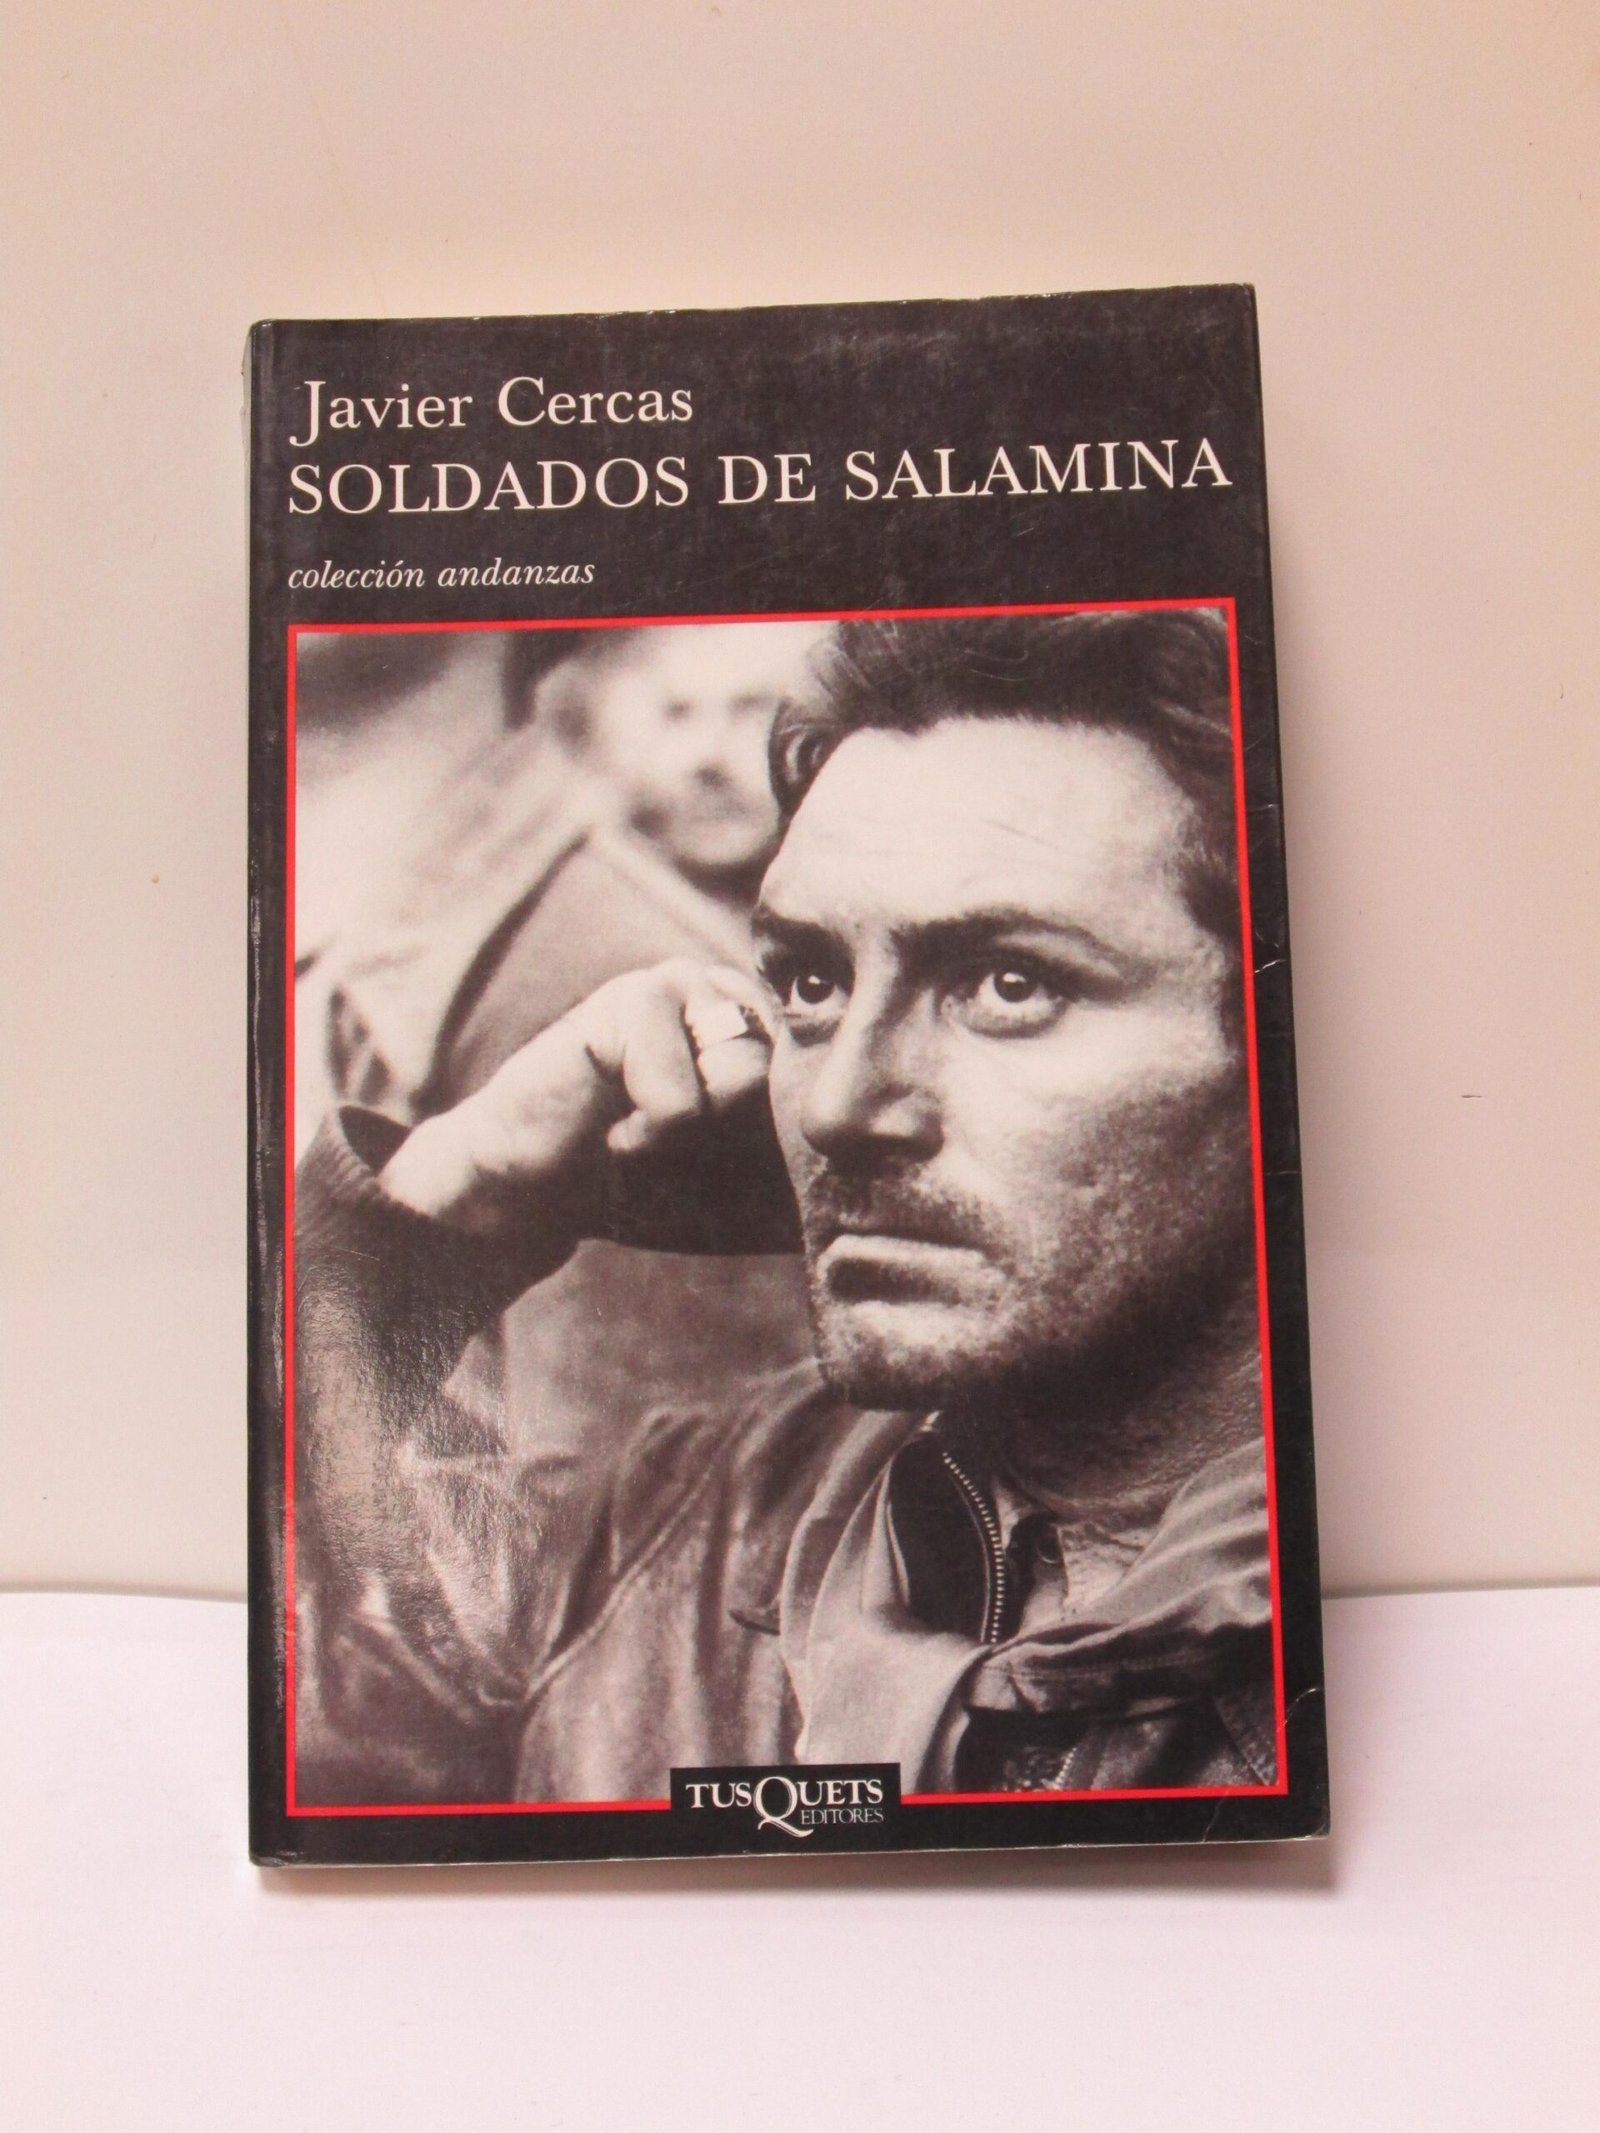 Javier Cercas
SOLDADOS DE SALAMINA
colección andanzas
TUSQUETS
EDITORES